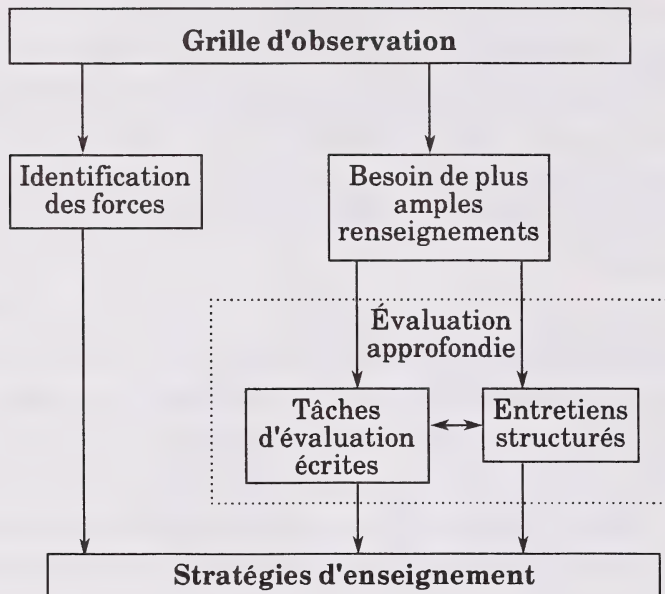 Grille d'observation
Identification
des forces
Besoin de plus
amples
renseignements
Évaluation
approfondie
Tâches
d'évaluation
écrites
Entretiens
structurés
Stratégies d'enseignement